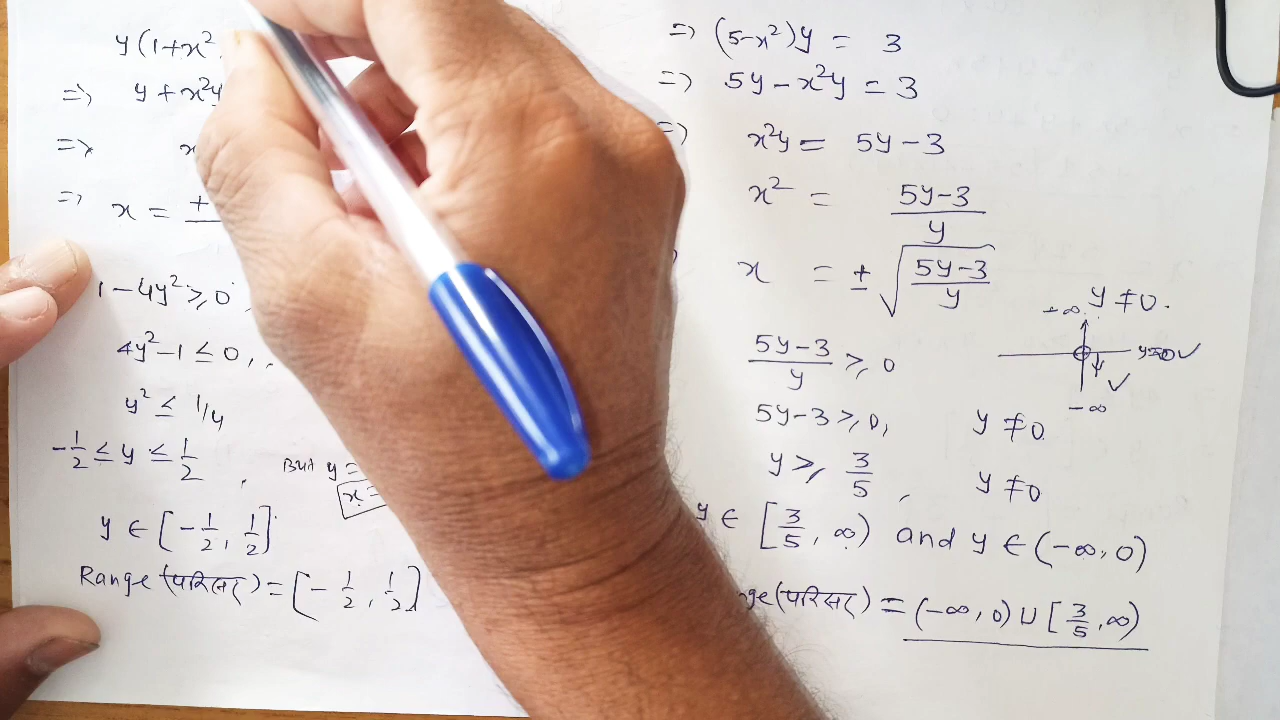 y(1+x²
=> y+x²y
=> x
=> x = ±
1-4y² ≥ 0,
4y²-1 ≤ 0,
y² ≤ 1/4
-1/2 ≤ y ≤ 1/2,
But y =
x =
y ∈ [-1/2, 1/2]
Range (परिसर) = [-1/2, 1/2]
=> (5-x²)y = 3
=> 5y-x²y = 3
=> x²y = 5y-3
x² = (5y-3)/y
x = ± √((5y-3)/y)
y ≠ 0.
+∞
-∞
(5y-3)/y ≥ 0
5y-3 ≥ 0, y ≠ 0
y ≥ 3/5, y ≠ 0
y ∈ [3/5, ∞) and y ∈ (-∞, 0)
ge (परिसर) = (-∞, 0) U [3/5, ∞)